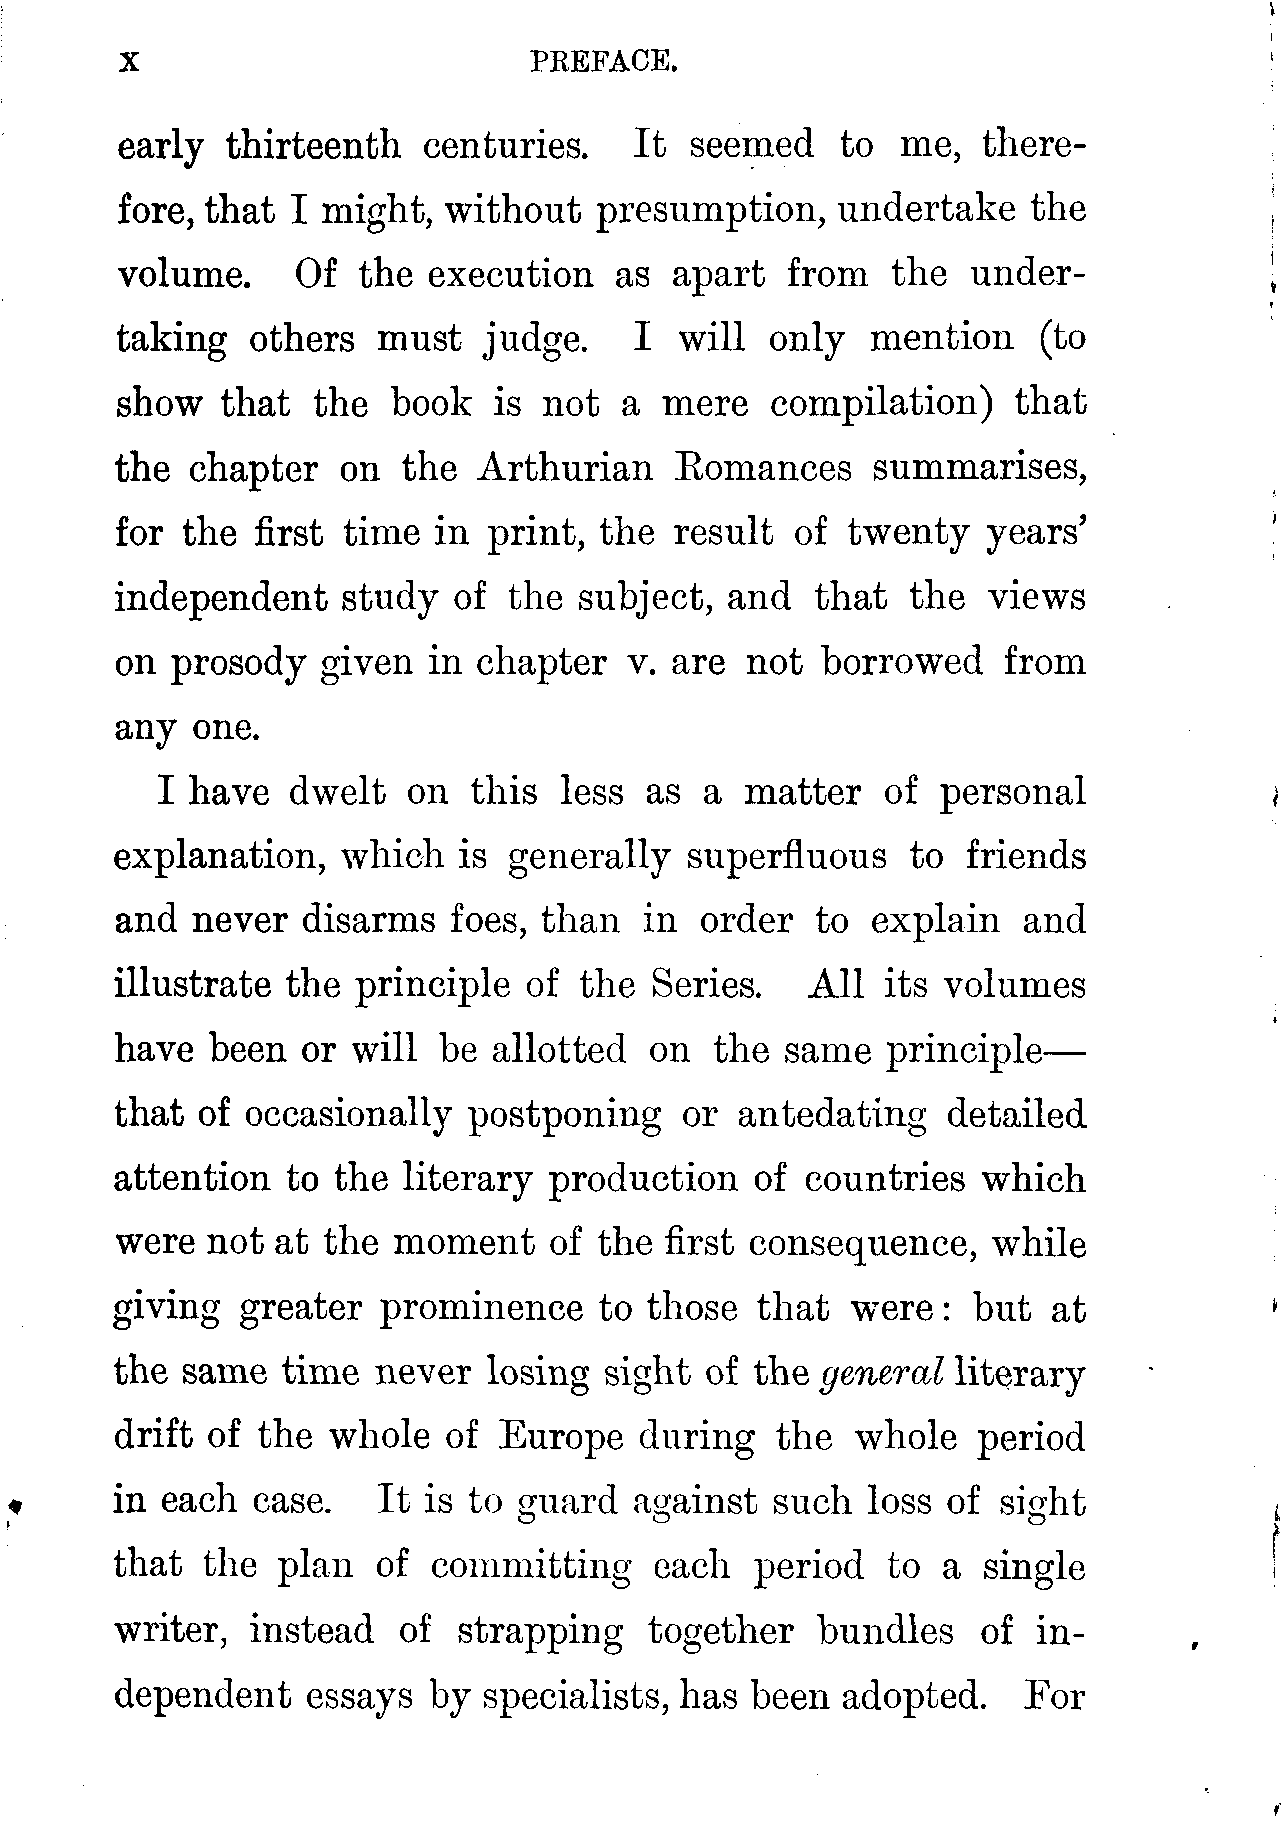 x PREFACE.
early thirteenth centuries. It seemed to me, there-
fore, that I might, without presumption, undertake the
volume. Of the execution as apart from the under-
taking others must judge. I will only mention (to
show that the book is not a mere compilation) that
the chapter on the Arthurian Romances summarises,
for the first time in print, the result of twenty years'
independent study of the subject, and that the views
on prosody given in chapter v. are not borrowed from
any one.
I have dwelt on this less as a matter of personal
explanation, which is generally superfluous to friends
and never disarms foes, than in order to explain and
illustrate the principle of the Series. All its volumes
have been or will be allotted on the same principle—
that of occasionally postponing or antedating detailed
attention to the literary production of countries which
were not at the moment of the first consequence, while
giving greater prominence to those that were: but at
the same time never losing sight of the general literary
drift of the whole of Europe during the whole period
in each case. It is to guard against such loss of sight
that the plan of committing each period to a single
writer, instead of strapping together bundles of in-
dependent essays by specialists, has been adopted. For